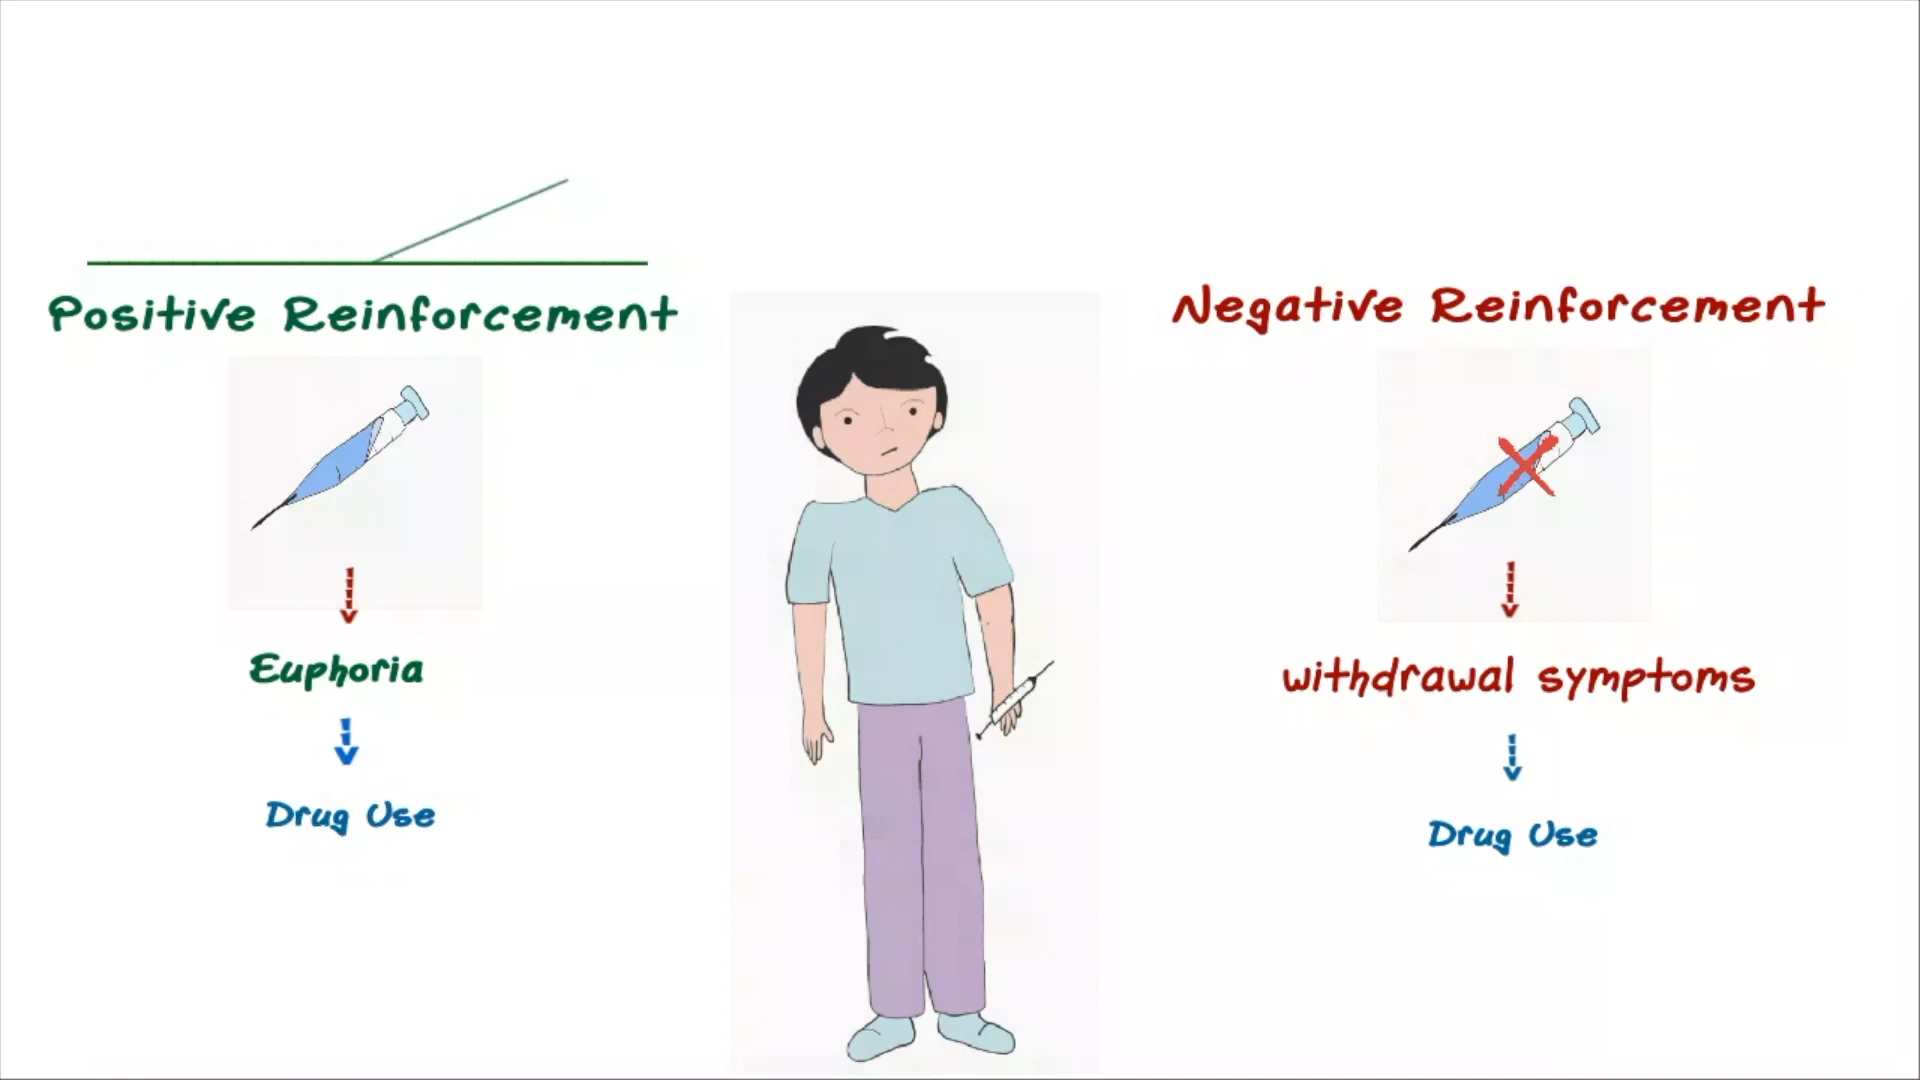 Positive Reinforcement
Euphoria
Drug Use
Negative Reinforcement
withdrawal symptoms
Drug Use